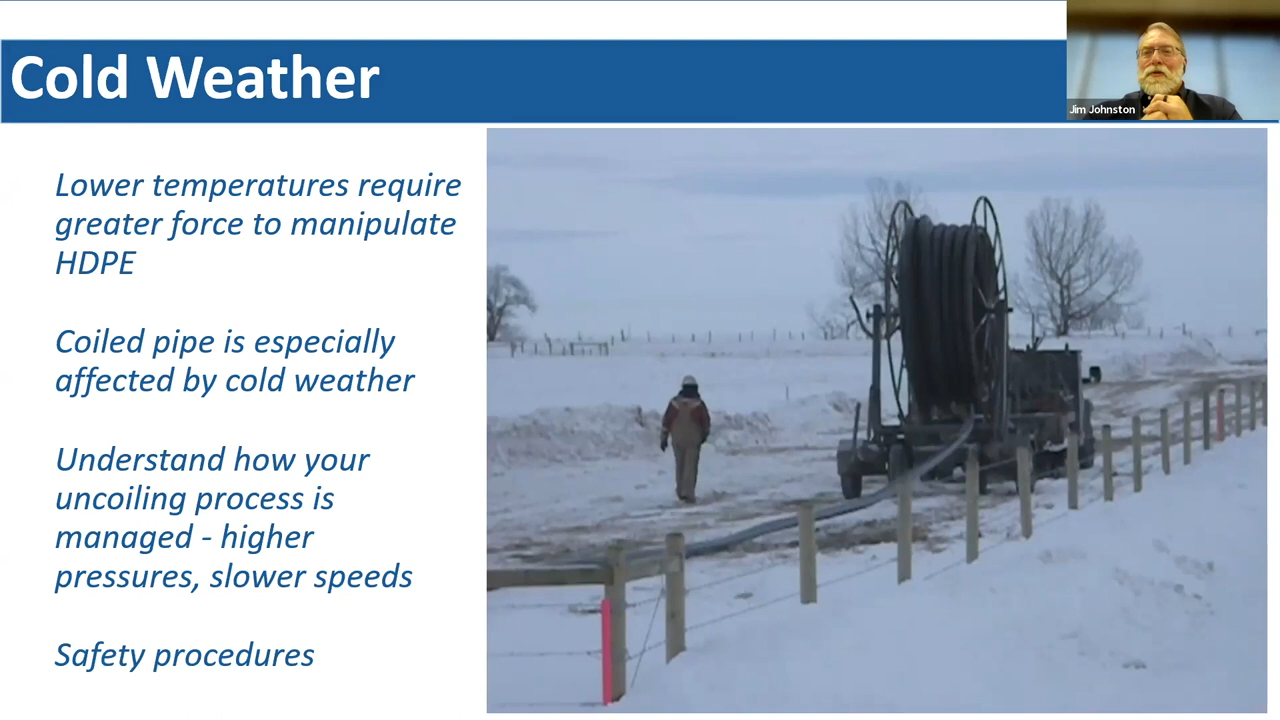 Cold Weather
Jim Johnston
Lower temperatures require
greater force to manipulate
HDPE
Coiled pipe is especially
affected by cold weather
Understand how your
uncoiling process is
managed - higher
pressures, slower speeds
Safety procedures